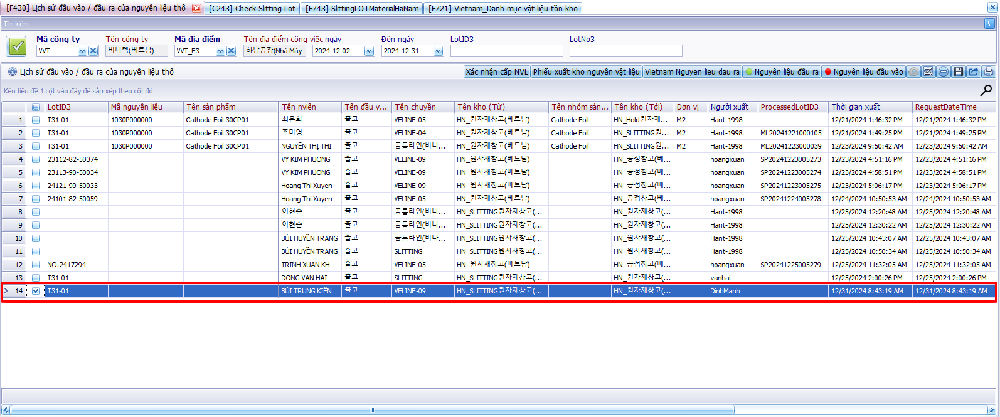 [F430] Lịch sử đầu vào / đầu ra của nguyên liệu thô [C243] Check Slitting Lot [F743] SlittingLOTMaterialHaNam [F721] Vietnam_Danh mục vật liệu tồn kho
Tìm kiếm
Mã công ty Tên công ty Mã địa điểm Tên địa điểm công việc ngày Đến ngày LotID3 LotNo3
VVT 비나텍(베트남) VVT_F3 하남공장(Nhà Máy 2024-12-02 2024-12-31
Lịch sử đầu vào / đầu ra của nguyên liệu thô Xác nhận cấp NVL Phiếu xuất kho nguyên vật liệu Vietnam Nguyen lieu dau ra Nguyên liệu đầu ra Nguyên liệu đầu vào
Kéo tiêu đề 1 cột vào đây để sắp xếp theo cột đó
LotID3 Mã nguyên liệu Tên sản phẩm Tên nviên Tên đầu v... Tên chuyền Tên kho (Từ) Tên nhóm sản... Tên kho (Tới) Đơn vị Người xuất ProcessedLotID3 Thời gian xuất RequestDateTime
1 T31-01 1030P000000 Cathode Foil 30CP01 최은화 출고 VELINE-05 HN_원자재창고(베트남) Cathode Foil HN_Hold원자재... M2 Hant-1998 12/21/2024 1:46:32 PM 12/21/2024 1:46:32 PM
2 T31-01 1030P000000 Cathode Foil 30CP01 조미영 출고 VELINE-04 HN_원자재창고(베트남) Cathode Foil HN_SLITTING원... M2 Hant-1998 ML20241221000105 12/21/2024 1:49:25 PM 12/21/2024 1:49:25 PM
3 T31-01 1030P000000 Cathode Foil 30CP01 NGUYỄN THỊ THI 출고 공통라인(비나... HN_원자재창고(베트남) Cathode Foil HN_SLITTING원... M2 Hant-1998 ML20241223000039 12/23/2024 9:50:42 AM 12/23/2024 9:50:42 AM
4 23112-82-50374 VY KIM PHUONG 출고 VELINE-09 HN_원자재창고(베트남) HN_공정창고(베... hoangxuan SP20241223005273 12/23/2024 4:51:16 PM 12/23/2024 4:51:16 PM
5 23113-90-50034 VY KIM PHUONG 출고 VELINE-09 HN_원자재창고(베트남) HN_공정창고(베... hoangxuan SP20241223005274 12/23/2024 4:58:51 PM 12/23/2024 4:58:51 PM
6 24121-90-50033 Hoang Thi Xuyen 출고 VELINE-09 HN_원자재창고(베트남) HN_공정창고(베... hoangxuan SP20241223005275 12/23/2024 5:06:17 PM 12/23/2024 5:06:17 PM
7 24101-82-50059 Hoang Thi Xuyen 출고 VELINE-05 HN_원자재창고(베트남) HN_공정창고(베... hoangxuan SP20241224005278 12/24/2024 10:50:53 AM 12/24/2024 10:50:53 AM
8 이현순 출고 공통라인(비나... HN_SLITTING원자재창고(... HN_원자재창고(... Hant-1998 12/25/2024 12:20:48 AM 12/25/2024 12:20:48 AM
9 이현순 출고 공통라인(비나... HN_SLITTING원자재창고(... HN_원자재창고(... Hant-1998 12/25/2024 12:30:22 AM 12/25/2024 12:30:22 AM
10 BÙI HUYỀN TRANG 출고 공통라인(비나... HN_SLITTING원자재창고(... HN_원자재창고(... Hant-1998 12/25/2024 10:43:07 AM 12/25/2024 10:43:07 AM
11 BÙI HUYỀN TRANG 출고 SLITTING HN_SLITTING원자재창고(... HN_원자재창고(... Hant-1998 12/25/2024 10:50:34 AM 12/25/2024 10:50:34 AM
12 NO.2417294 TRINH XUAN KH... 출고 VELINE-05 HN_원자재창고(베트남) HN_공정창고(베... hoangxuan SP20241225005279 12/25/2024 11:32:05 AM 12/25/2024 11:32:05 AM
13 T31-01 DONG VAN HAI 출고 SLITTING HN_SLITTING원자재창고(... HN_원자재창고(... vanhai 12/25/2024 2:00:26 PM 12/25/2024 2:00:26 PM
14 T31-01 BÙI TRUNG KIÊN 출고 VELINE-09 HN_SLITTING원자재창고(... HN_원자재창고(... DinhManh 12/31/2024 8:43:19 AM 12/31/2024 8:43:19 AM